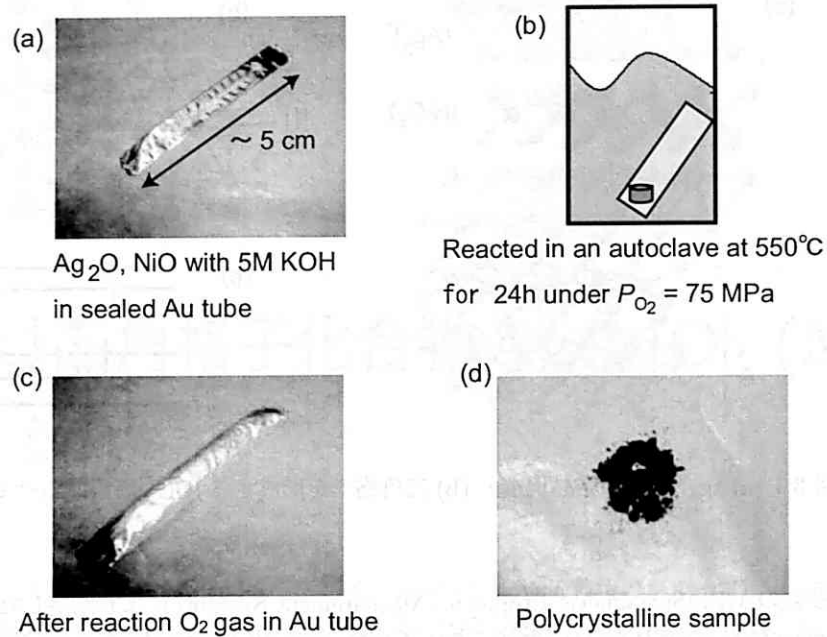 (a)
~ 5 cm
Ag₂O, NiO with 5M KOH
in sealed Au tube
(b)
Reacted in an autoclave at 550°C
for 24h under P_O₂ = 75 MPa
(c)
After reaction O₂ gas in Au tube
(d)
Polycrystalline sample